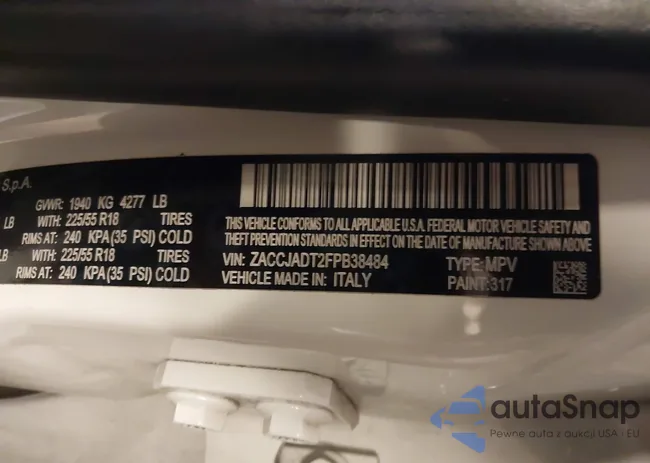 S.p.A.
GVWR: 1940 KG 4277 LB
LB WITH: 225/55 R18 TIRES
RIMS AT: 240 KPA(35 PSI) COLD
LB WITH: 225/55 R18 TIRES
RIMS AT: 240 KPA(35 PSI) COLD
THIS VEHICLE CONFORMS TO ALL APPLICABLE U.S.A. FEDERAL MOTOR VEHICLE SAFETY AND
THEFT PREVENTION STANDARDS IN EFFECT ON THE DATE OF MANUFACTURE SHOWN ABOVE
VIN: ZACCJADT2FPB38484 TYPE: MPV
VEHICLE MADE IN: ITALY PAINT: 317
autaSnap
Pewne auta z aukcji USA i EU